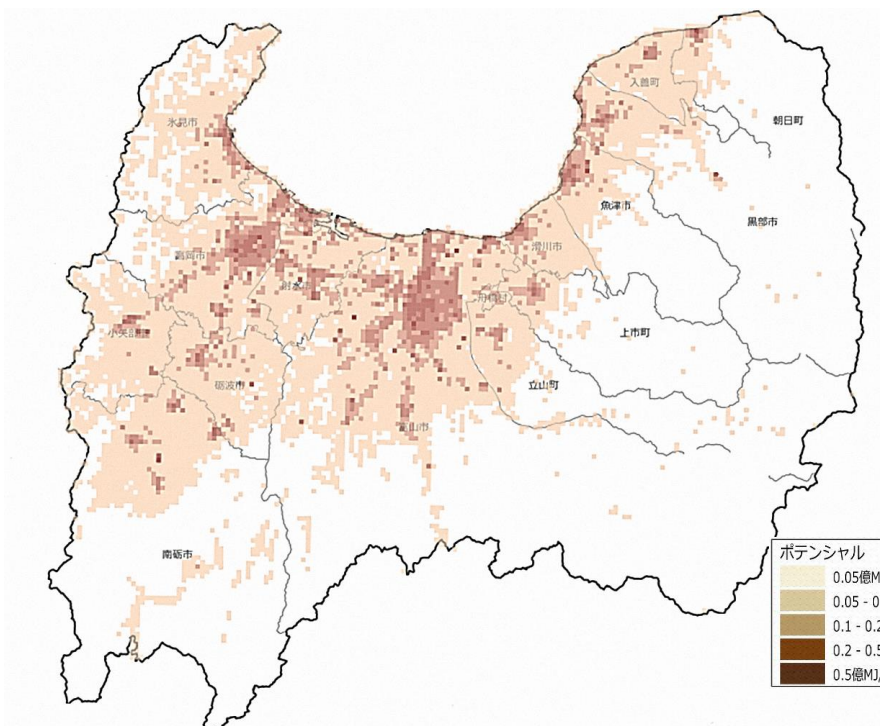 入善町
朝日町
氷見市
魚津市
黒部市
滑川市
高岡市
射水市
舟橋村
上市町
小矢部市
砺波市
立山町
富山市
南砺市
ポテンシャル
0.05億M
0.05 - 0
0.1 - 0.2
0.2 - 0.5
0.5億MJ/